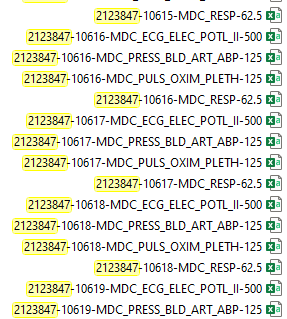 2123847-10615-MDC_RESP-62.5
2123847-10616-MDC_ECG_ELEC_POTL_II-500
2123847-10616-MDC_PRESS_BLD_ART_ABP-125
2123847-10616-MDC_PULS_OXIM_PLETH-125
2123847-10616-MDC_RESP-62.5
2123847-10617-MDC_ECG_ELEC_POTL_II-500
2123847-10617-MDC_PRESS_BLD_ART_ABP-125
2123847-10617-MDC_PULS_OXIM_PLETH-125
2123847-10617-MDC_RESP-62.5
2123847-10618-MDC_ECG_ELEC_POTL_II-500
2123847-10618-MDC_PRESS_BLD_ART_ABP-125
2123847-10618-MDC_PULS_OXIM_PLETH-125
2123847-10618-MDC_RESP-62.5
2123847-10619-MDC_ECG_ELEC_POTL_II-500
2123847-10619-MDC_PRESS_BLD_ART_ABP-125